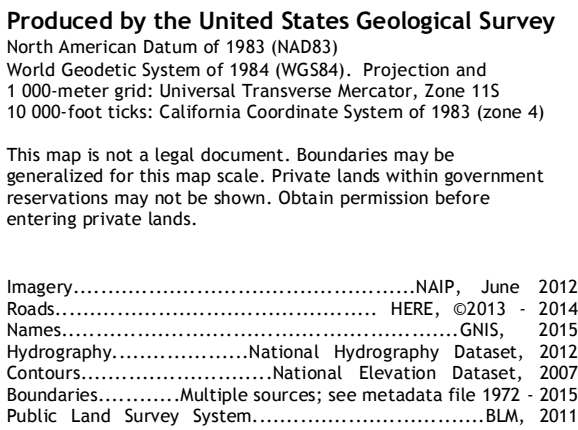 Produced by the United States Geological Survey
North American Datum of 1983 (NAD83)
World Geodetic System of 1984 (WGS84). Projection and
1 000-meter grid: Universal Transverse Mercator, Zone 11S
10 000-foot ticks: California Coordinate System of 1983 (zone 4)
This map is not a legal document. Boundaries may be
generalized for this map scale. Private lands within government
reservations may not be shown. Obtain permission before
entering private lands.
Imagery..................................................NAIP, June 2012
Roads............................................... HERE, ©2013 - 2014
Names..........................................................GNIS, 2015
Hydrography....................National Hydrography Dataset, 2012
Contours............................National Elevation Dataset, 2007
Boundaries............Multiple sources; see metadata file 1972 - 2015
Public Land Survey System..................................BLM, 2011